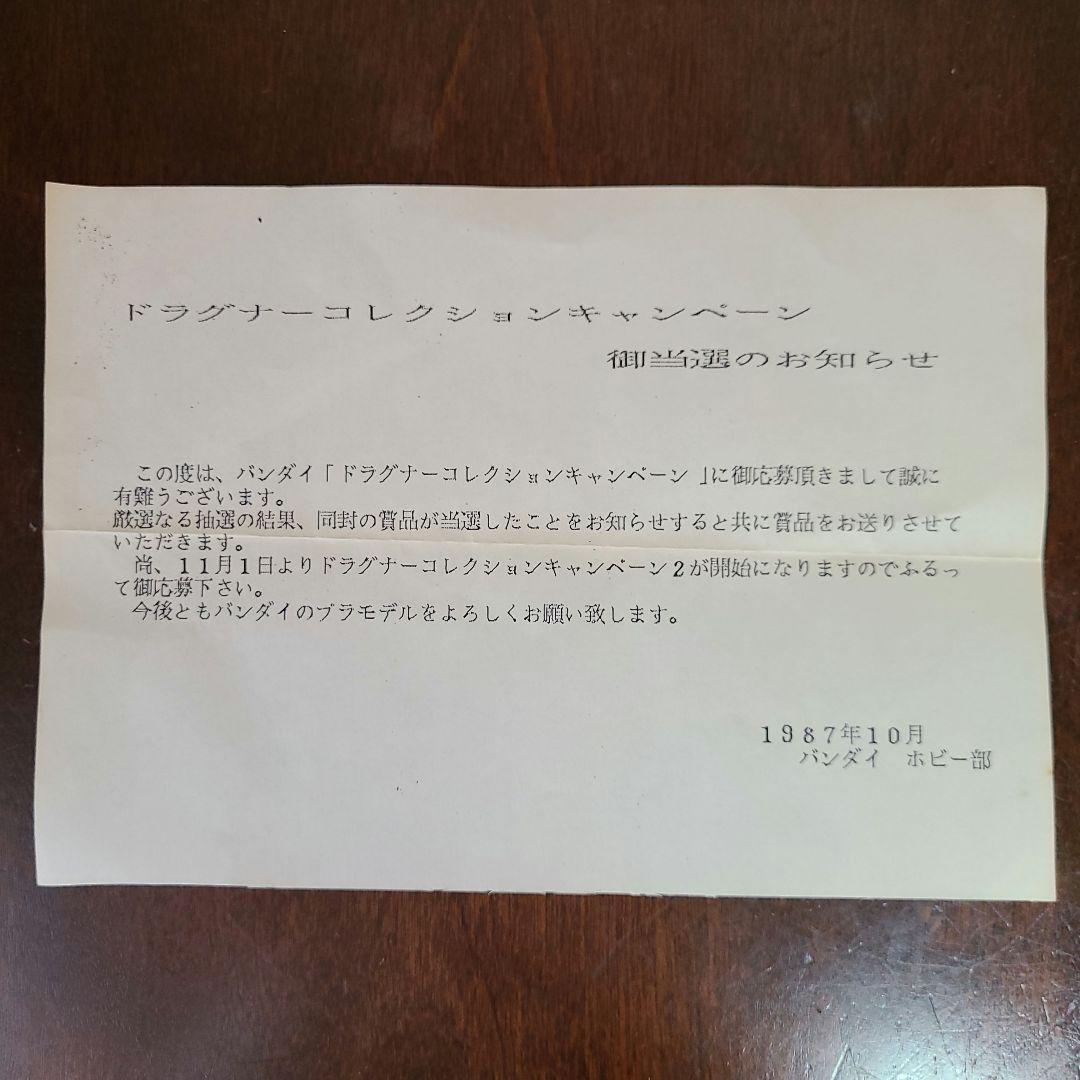 ドラグナーコレクションキャンペーン
御当選のお知らせ
この度は、バンダイ「ドラグナーコレクションキャンペーン」に御応募頂きまして誠に
有難うございます。
厳選なる抽選の結果、同封の賞品が当選したことをお知らせすると共に賞品をお送りさせて
いただきます。
尚、11月1日よりドラグナーコレクションキャンペーン2が開始になりますのでふるっ
て御応募下さい。
今後ともバンダイのプラモデルをよろしくお願い致します。
1987年10月
バンダイ ホビー部